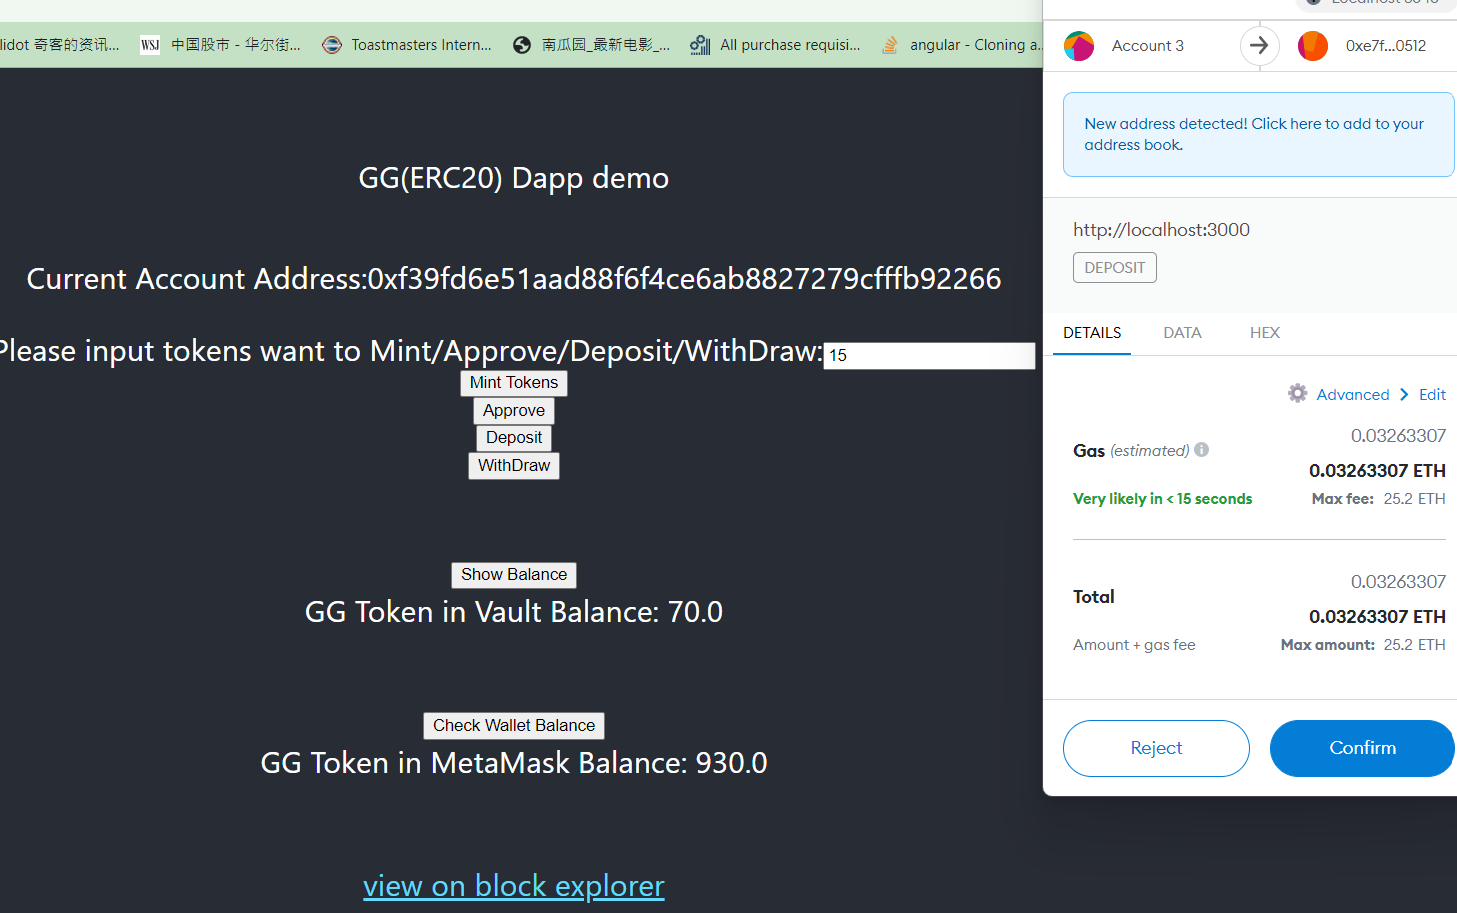 lidot 奇客的资讯... WSJ 中国股市 - 华尔街... Toastmasters Intern... 南瓜园_最新电影_... All purchase requisi... angular - Cloning a...
GG(ERC20) Dapp demo
Current Account Address:0xf39fd6e51aad88f6f4ce6ab8827279cfffb92266
Please input tokens want to Mint/Approve/Deposit/WithDraw: 15
Mint Tokens
Approve
Deposit
WithDraw
Show Balance
GG Token in Vault Balance: 70.0
Check Wallet Balance
GG Token in MetaMask Balance: 930.0
view on block explorer
Account 3 0xe7f...0512
New address detected! Click here to add to your
address book.
http://localhost:3000
DEPOSIT
DETAILS DATA HEX
Advanced Edit
0.03263307
Gas (estimated) 0.03263307 ETH
Very likely in < 15 seconds Max fee: 25.2 ETH
0.03263307
Total 0.03263307 ETH
Amount + gas fee Max amount: 25.2 ETH
Reject Confirm